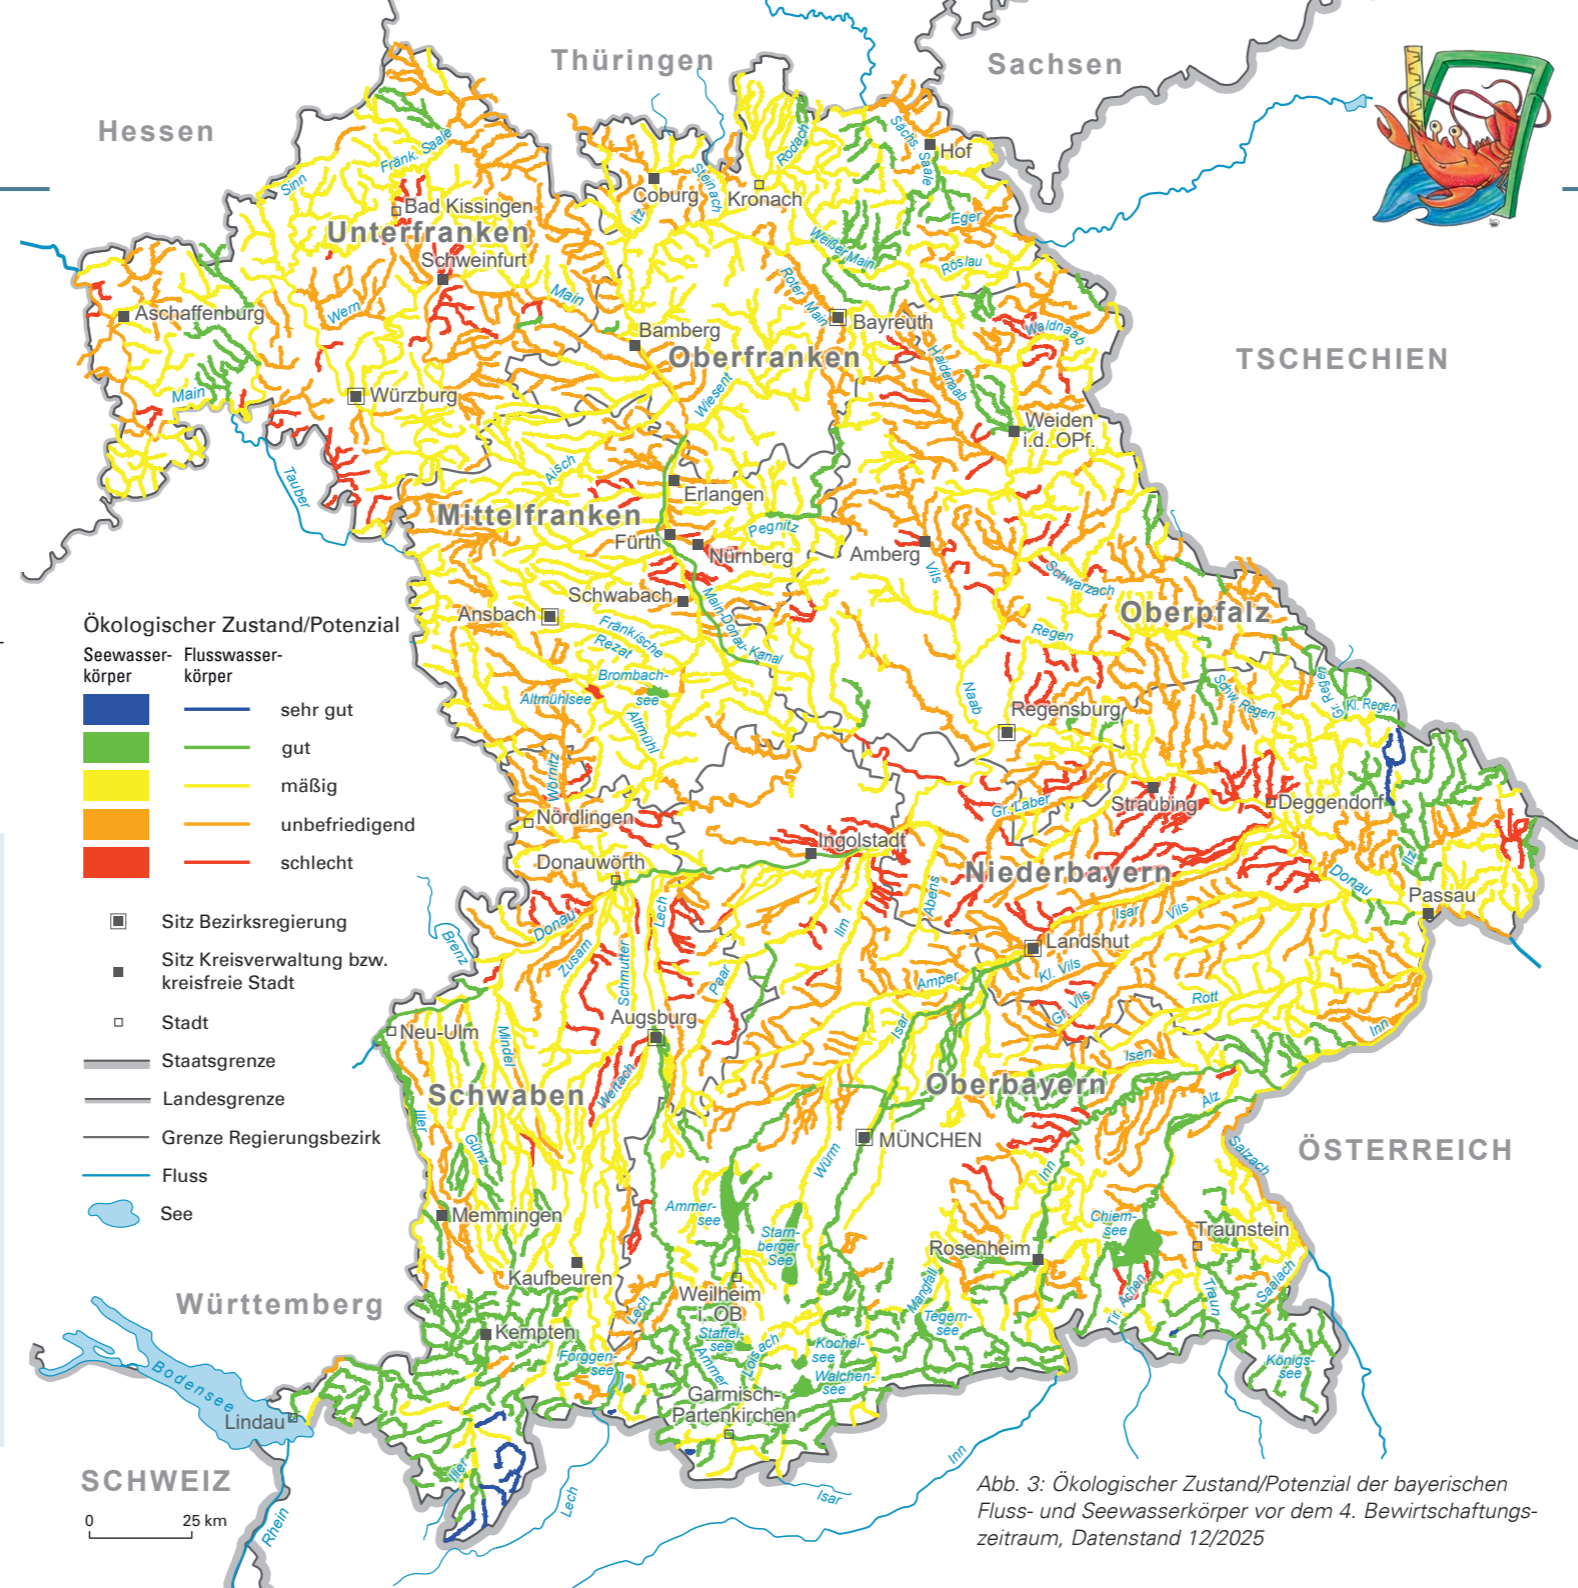 Thüringen
Sachsen
Hessen
Hof
Sächs. Saale
Rodach
Fränk. Saale
Sinn
Coburg
Steinach
Kronach
Itz
Bad Kissingen
Unterfranken
Eger
Schweinfurt
Weißer Main
Röslau
Main
Roter Main
Wern
Aschaffenburg
Bayreuth
Bamberg
Waldnaab
Oberfranken
TSCHECHIEN
Haidenaab
Main
Würzburg
Wiesent
Weiden
i.d. OPf.
Aisch
Tauber
Erlangen
Mittelfranken
Pegnitz
Fürth
Nürnberg
Amberg
Vils
Schwarzach
Schwabach
Main-Donau-Kanal
Oberpfalz
Ansbach
Fränkische
Rezat
Regen
Brombach-
see
Altmühlsee
Altmühl
Naab
Schw. Regen
Gr. Regen
Kl. Regen
Regensburg
Wörnitz
Nördlingen
Gr. Laber
Straubing
Deggendorf
Ingolstadt
Donauwörth
Niederbayern
Ilz
Donau
Passau
Abens
Isar
Vils
Donau
Lech
Ilm
Landshut
Brenz
Zusam
Schmutter
Paar
Amper
Kl. Vils
Gr. Vils
Rott
Inn
Augsburg
Isar
Neu-Ulm
Mindel
Isen
Schwaben
Wertach
Oberbayern
Alz
Iller
Günz
MÜNCHEN
ÖSTERREICH
Salzach
Würm
Inn
Memmingen
Ammer-
see
Starn-
berger
See
Chiem-
see
Traunstein
Rosenheim
Kaufbeuren
Weilheim
i. OB
Lech
Mangfall
Tir. Achen
Traun
Saalach
Württemberg
Kempten
Staffel-
see
Ammer
Loisach
Kochel-
see
Tegern-
see
Forggen-
see
Walchen-
see
Königs-
see
Bodensee
Lindau
Garmisch-
Partenkirchen
Iller
Lech
Isar
Inn
SCHWEIZ
Rhein
0 25 km
Ökologischer Zustand/Potenzial
Seewasser- Flusswasser-
körper körper
sehr gut
gut
mäßig
unbefriedigend
schlecht
Sitz Bezirksregierung
Sitz Kreisverwaltung bzw.
kreisfreie Stadt
Stadt
Staatsgrenze
Landesgrenze
Grenze Regierungsbezirk
Fluss
See
Abb. 3: Ökologischer Zustand/Potenzial der bayerischen
Fluss- und Seewasserkörper vor dem 4. Bewirtschaftungs-
zeitraum, Datenstand 12/2025